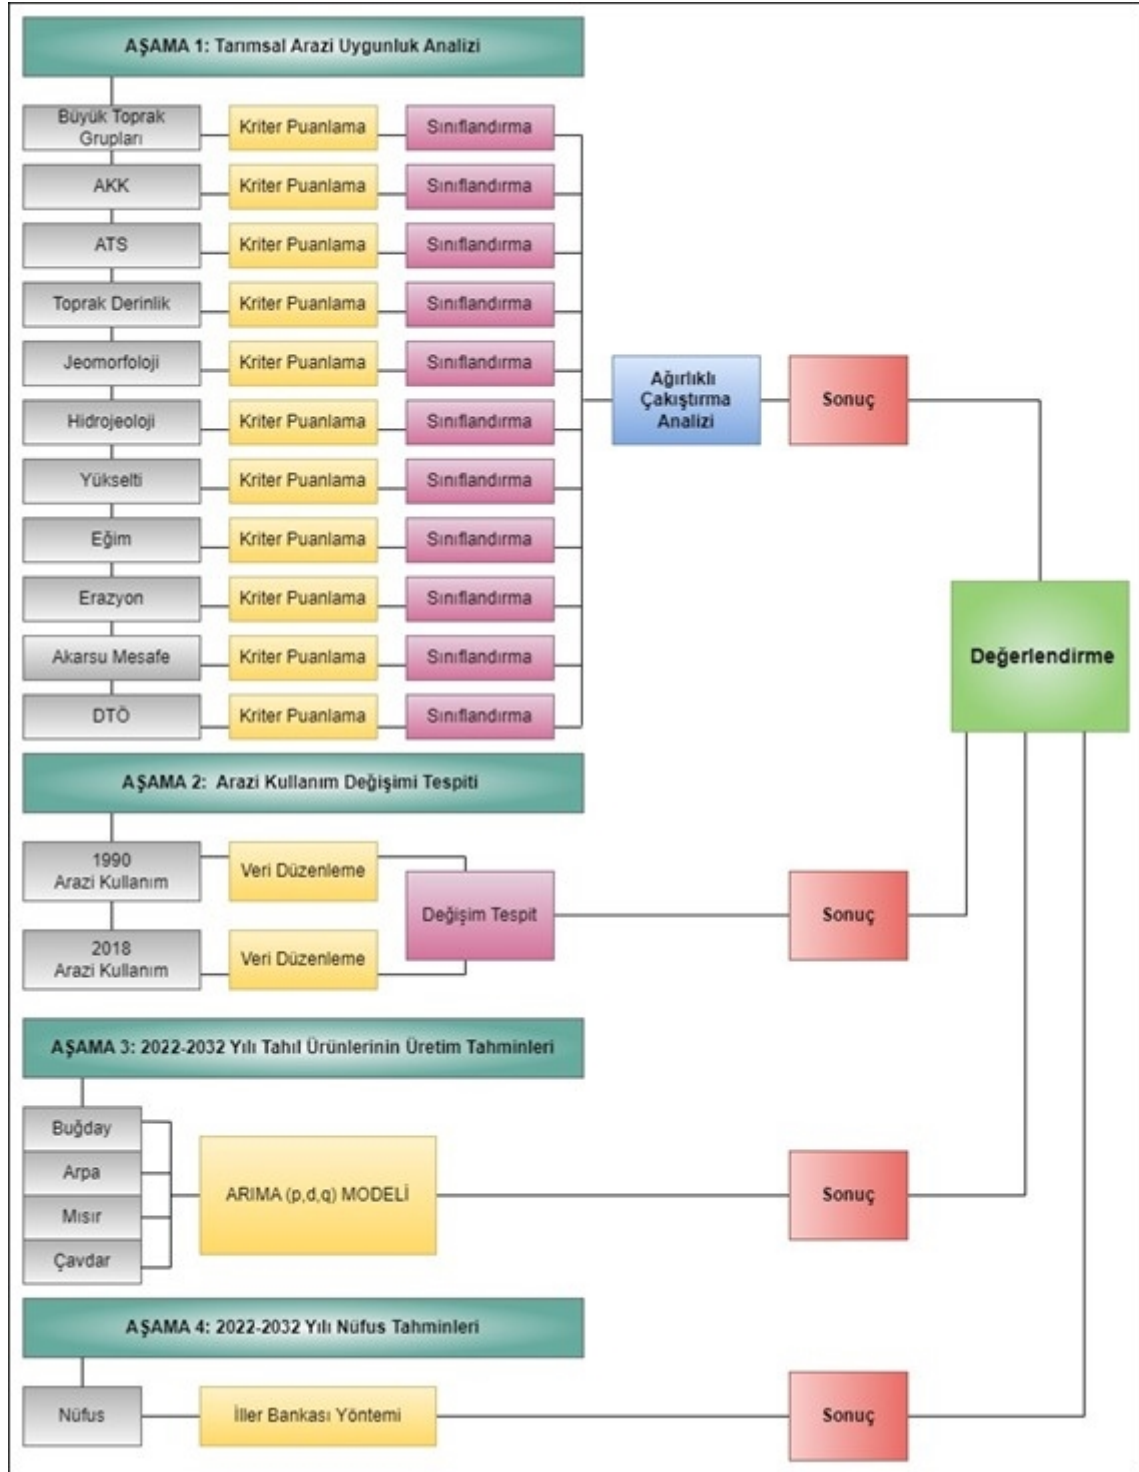 AŞAMA 1: Tarımsal Arazi Uygunluk Analizi
Büyük Toprak
Grupları
Kriter Puanlama
Sınıflandırma
AKK
Kriter Puanlama
Sınıflandırma
ATS
Kriter Puanlama
Sınıflandırma
Toprak Derinlik
Kriter Puanlama
Sınıflandırma
Jeomorfoloji
Kriter Puanlama
Sınıflandırma
Hidrojeoloji
Kriter Puanlama
Sınıflandırma
Yükselti
Kriter Puanlama
Sınıflandırma
Eğim
Kriter Puanlama
Sınıflandırma
Erazyon
Kriter Puanlama
Sınıflandırma
Akarsu Mesafe
Kriter Puanlama
Sınıflandırma
DTÖ
Kriter Puanlama
Sınıflandırma
Ağırlıklı
Çakıştırma
Analizi
Sonuç
Değerlendirme
AŞAMA 2: Arazi Kullanım Değişimi Tespiti
1990
Arazi Kullanım
Veri Düzenleme
2018
Arazi Kullanım
Veri Düzenleme
Değişim Tespit
Sonuç
AŞAMA 3: 2022-2032 Yılı Tahıl Ürünlerinin Üretim Tahminleri
Buğday
Arpa
Mısır
Çavdar
ARIMA (p,d,q) MODELİ
Sonuç
AŞAMA 4: 2022-2032 Yılı Nüfus Tahminleri
Nüfus
İller Bankası Yöntemi
Sonuç